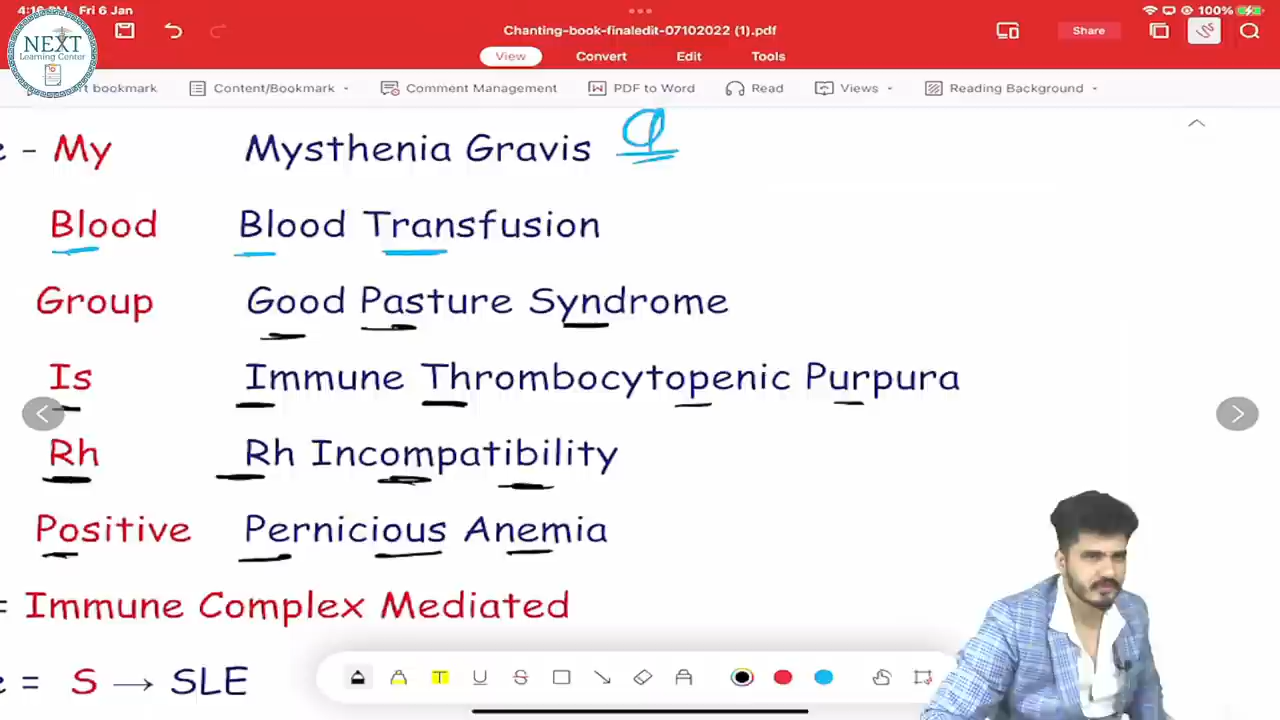 4:1 PM Fri 6 Jan
100%
NEXT
Learning Center
Chanting-book-finaledit-07102022 (1).pdf
Share
View Convert Edit Tools
bookmark Content/Bookmark Comment Management PDF to Word Read Views Reading Background
e - My Mysthenia Gravis
Blood Blood Transfusion
Group Good Pasture Syndrome
Is Immune Thrombocytopenic Purpura
Rh Rh Incompatibility
Positive Pernicious Anemia
= Immune Complex Mediated
e = S → SLE